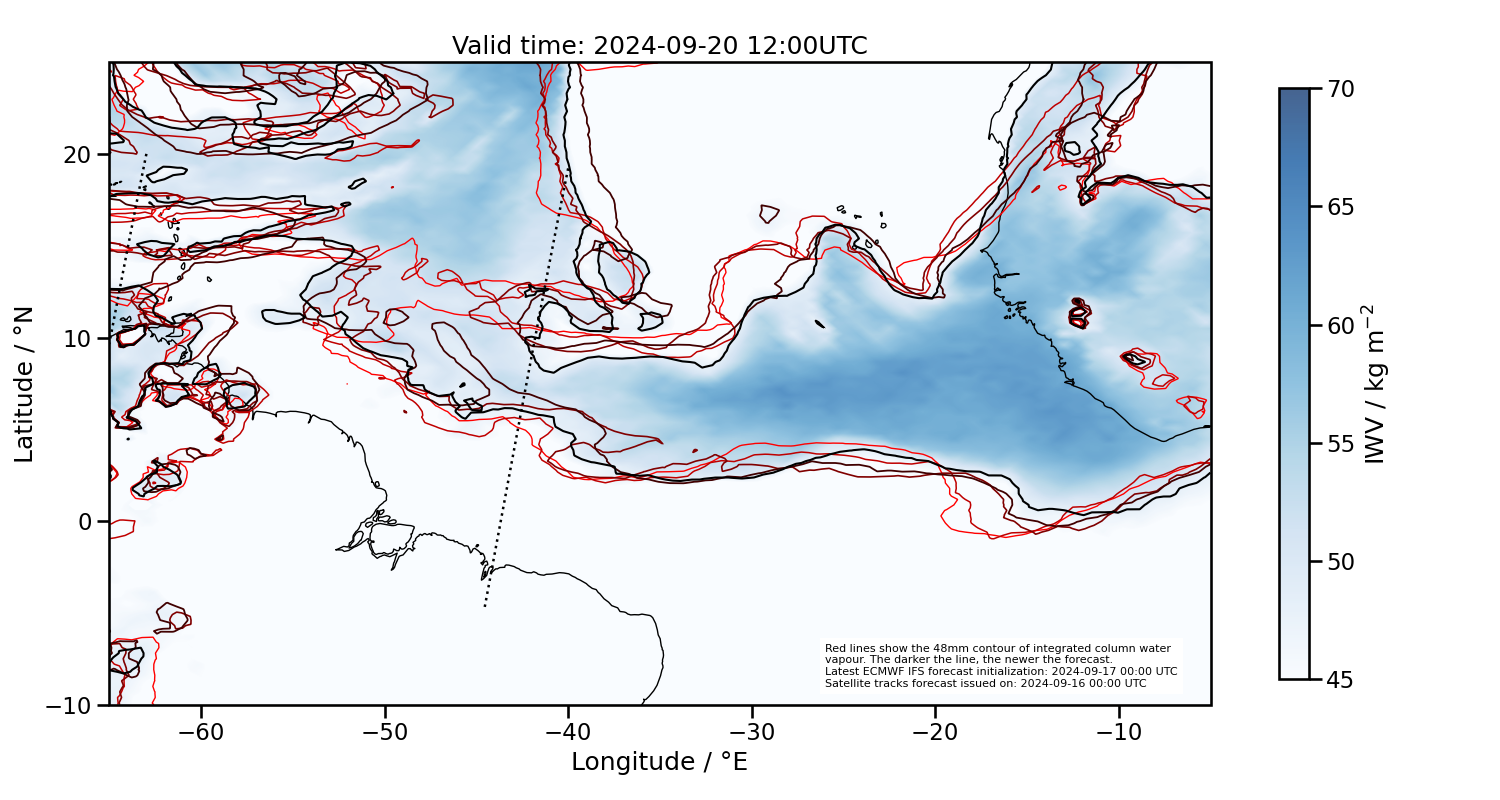 Valid time: 2024-09-20 12:00UTC
Latitude / °N
20
10
0
−10
−60
−50
−40
−30
−20
−10
Longitude / °E
Red lines show the 48mm contour of integrated column water
vapour. The darker the line, the newer the forecast.
Latest ECMWF IFS forecast initialization: 2024-09-17 00:00 UTC
Satellite tracks forecast issued on: 2024-09-16 00:00 UTC
70
65
60
55
50
45
IWV / kg m⁻²